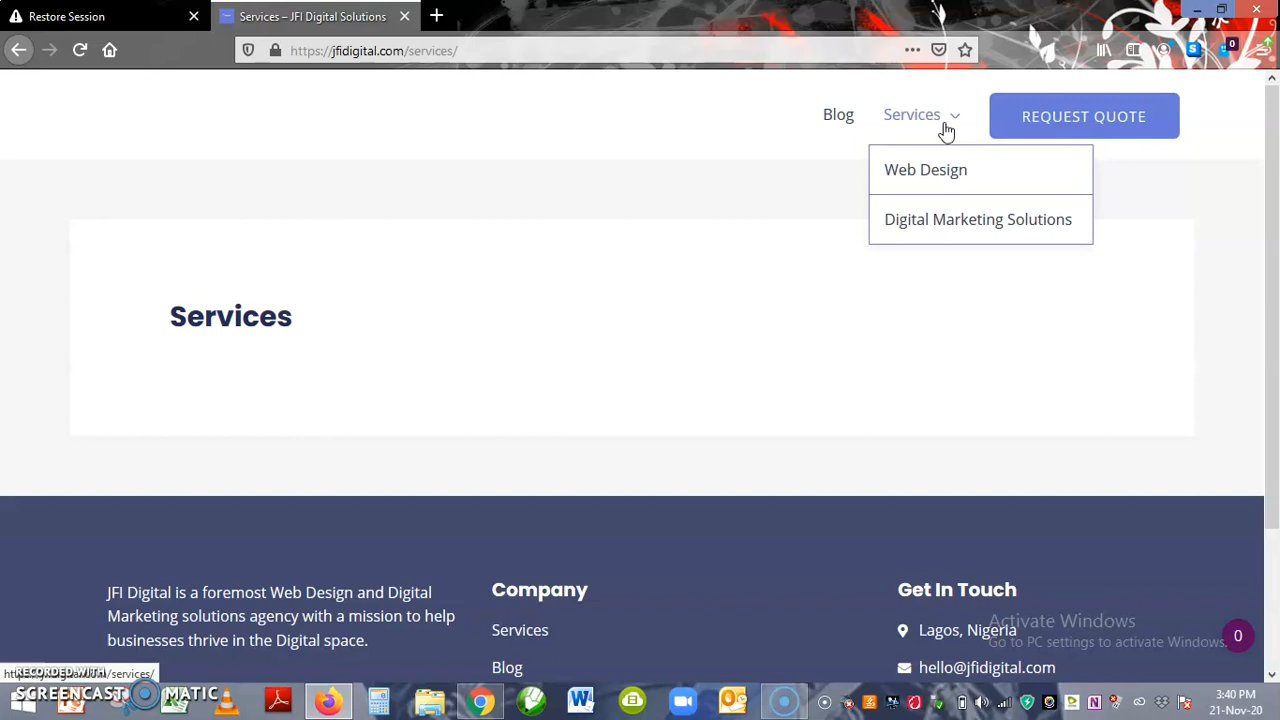 Restore Session
Services – JFI Digital Solutions
https://jfidigital.com/services/
0
Blog
Services
REQUEST QUOTE
Web Design
Digital Marketing Solutions
Services
JFI Digital is a foremost Web Design and Digital
Marketing solutions agency with a mission to help
businesses thrive in the Digital space.
Company
Services
Blog
Get In Touch
Lagos, Nigeria
hello@jfidigital.com
Activate Windows
Go to PC settings to activate Windows.
0
RECORDED WITH
SCREENCAST MATIC
3:40 PM
21-Nov-20